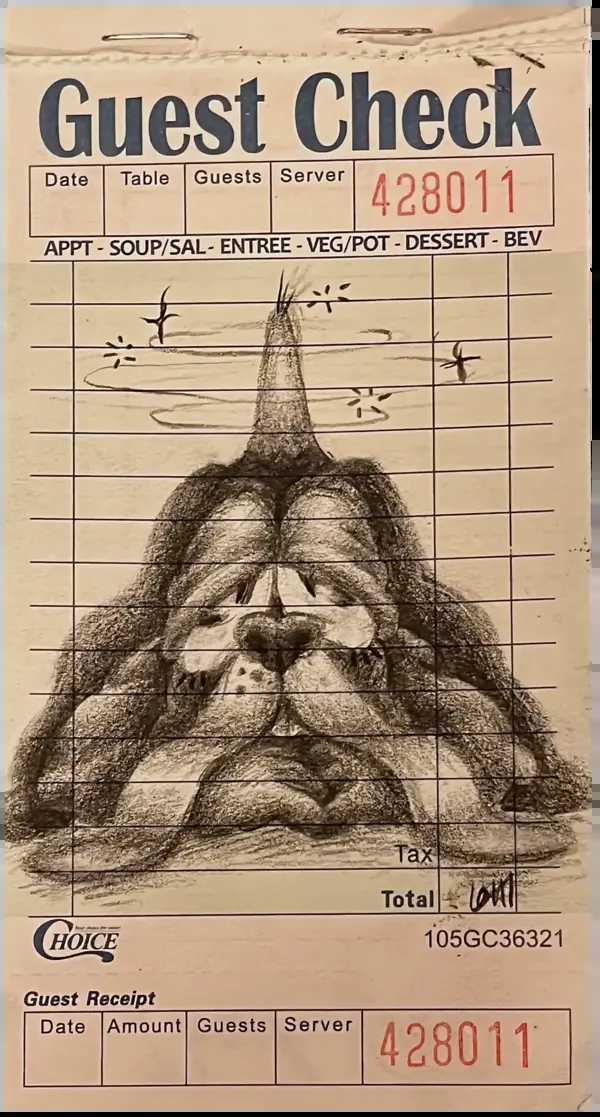 Guest Check
Date Table Guests Server 428011
APPT - SOUP/SAL - ENTREE - VEG/POT - DESSERT - BEV
Tax
Total
CHOICE 105GC36321
Guest Receipt
Date Amount Guests Server 428011